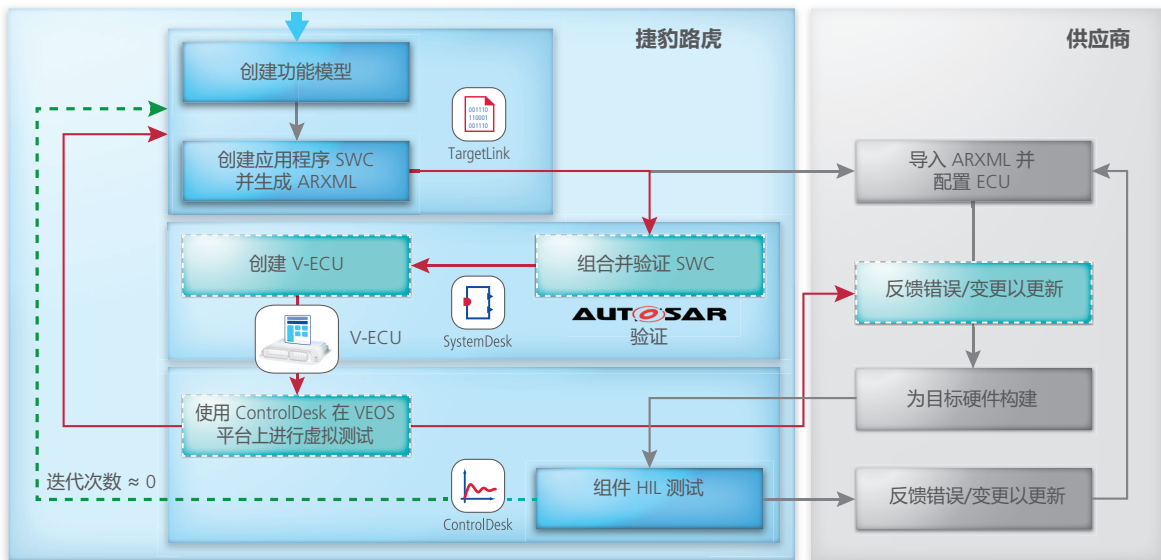 捷豹路虎
供应商
创建功能模型
001110
110001
001110
TargetLink
创建应用程序 SWC
并生成 ARXML
导入 ARXML 并
配置 ECU
创建 V-ECU
组合并验证 SWC
反馈错误/变更以更新
SystemDesk
AUTOSAR
验证
V-ECU
使用 ControlDesk 在 VEOS
平台上进行虚拟测试
为目标硬件构建
迭代次数 ≈ 0
ControlDesk
组件 HIL 测试
反馈错误/变更以更新